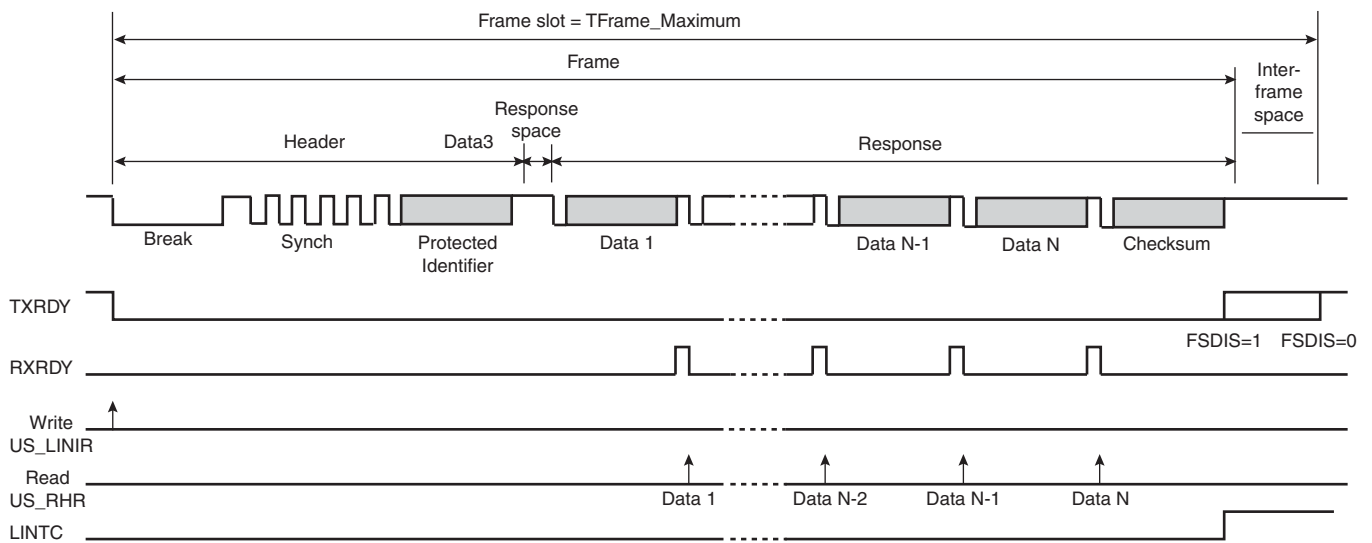 Frame slot = TFrame_Maximum
Frame
Inter-
frame
space
Response
space
Header
Data3
Response
Break
Synch
Protected
Identifier
Data 1
Data N-1
Data N
Checksum
TXRDY
FSDIS=1
FSDIS=0
RXRDY
Write
US_LINIR
Read
US_RHR
Data 1
Data N-2
Data N-1
Data N
LINTC